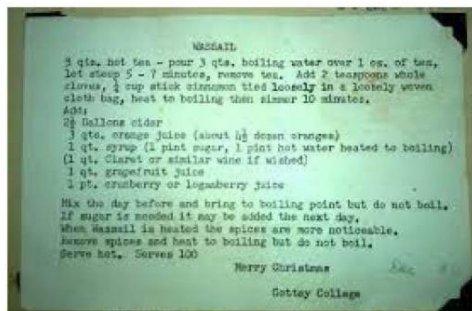 WASSAIL
3 qts. hot tea - pour 3 qts. boiling water over 1 oz. of tea,
let steep 5 - 7 minutes, remove tea. Add 2 teaspoons whole
cloves, ¼ cup stick cinnamon tied loosely in a loosely woven
cloth bag, heat to boiling then simmer 10 minutes.
Add:
2½ Gallons cider
3 qts. orange juice (about 4½ dozen oranges)
1 qt. syrup (1 pint sugar, 1 pint hot water heated to boiling)
(1 qt. Claret or similar wine if wished)
1 qt. grapefruit juice
1 pt. cranberry or loganberry juice
Mix the day before and bring to boiling point but do not boil.
If sugar is needed it may be added the next day.
When Wassail is heated the spices are more noticeable.
Remove spices and heat to boiling but do not boil.
Serve hot. Serves 100
Merry Christmas
Cottey College